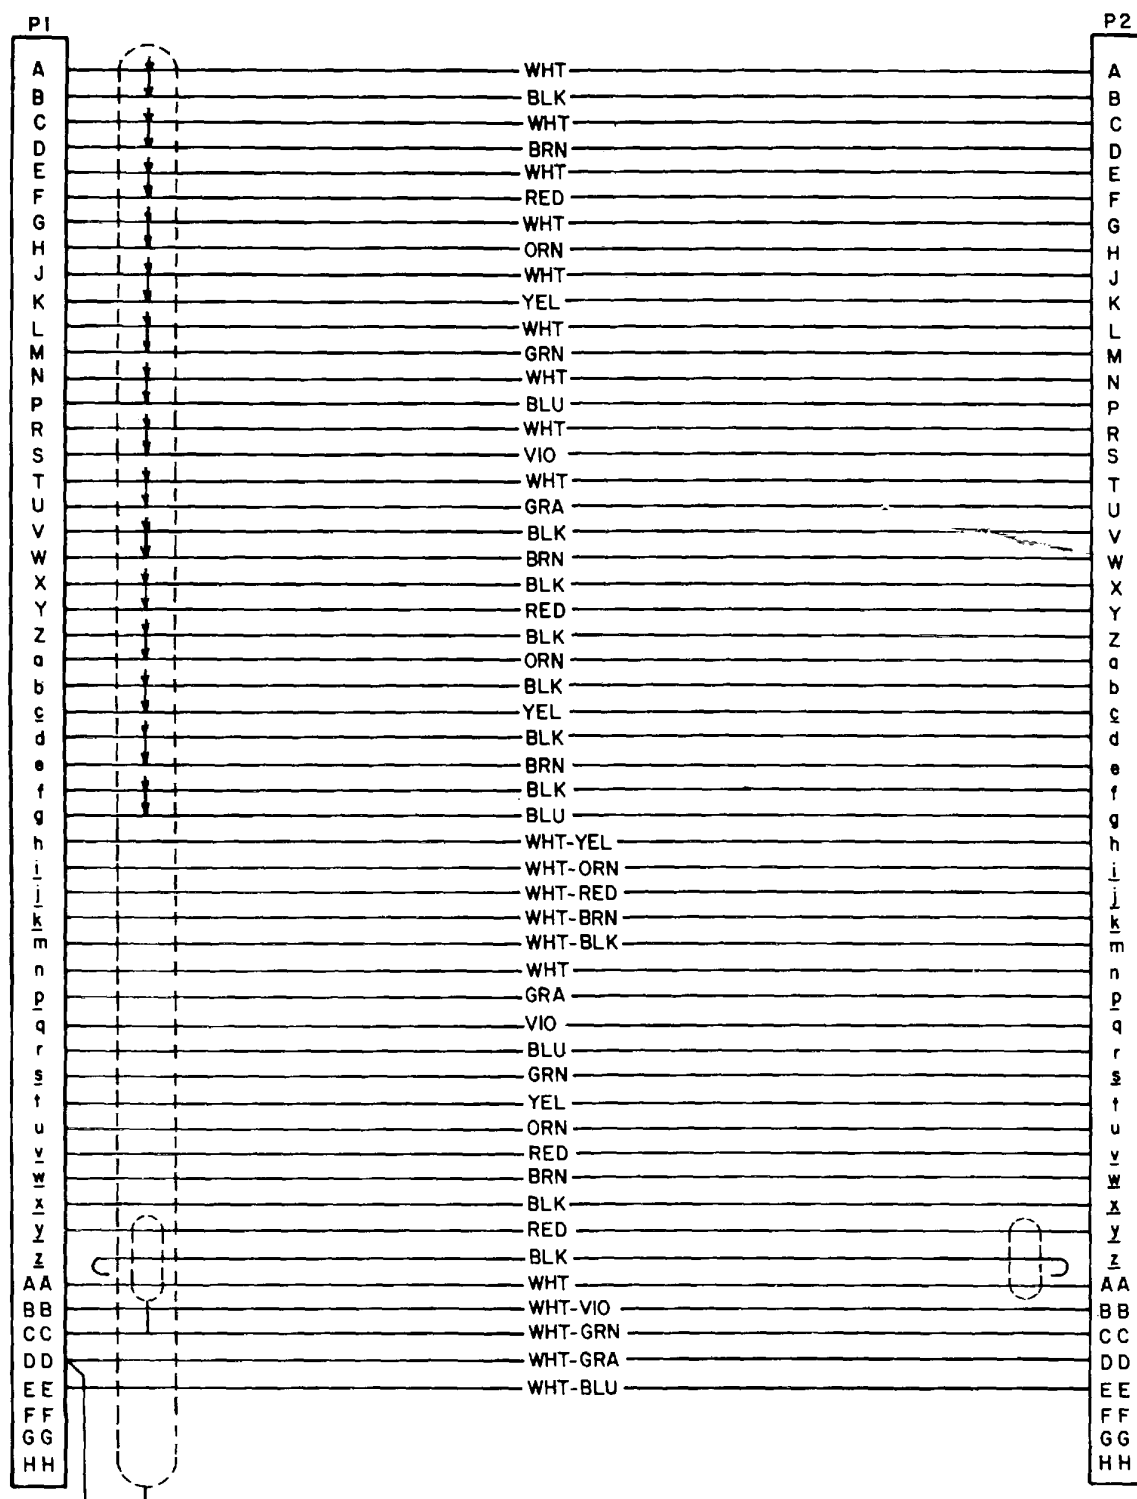 P1 P2
A WHT A
B BLK B
C WHT C
D BRN D
E WHT E
F RED F
G WHT G
H ORN H
J WHT J
K YEL K
L WHT L
M GRN M
N WHT N
P BLU P
R WHT R
S VIO S
T WHT T
U GRA U
V BLK V
W BRN W
X BLK X
Y RED Y
Z BLK Z
a ORN a
b BLK b
c YEL c
d BLK d
e BRN e
f BLK f
g BLU g
h WHT-YEL h
i WHT-ORN i
j WHT-RED j
k WHT-BRN k
m WHT-BLK m
n WHT n
p GRA p
q VIO q
r BLU r
s GRN s
t YEL t
u ORN u
v RED v
w BRN w
x BLK x
y RED y
z BLK z
AA WHT AA
BB WHT-VIO BB
CC WHT-GRN CC
DD WHT-GRA DD
EE WHT-BLU EE
FF FF
GG GG
HH HH